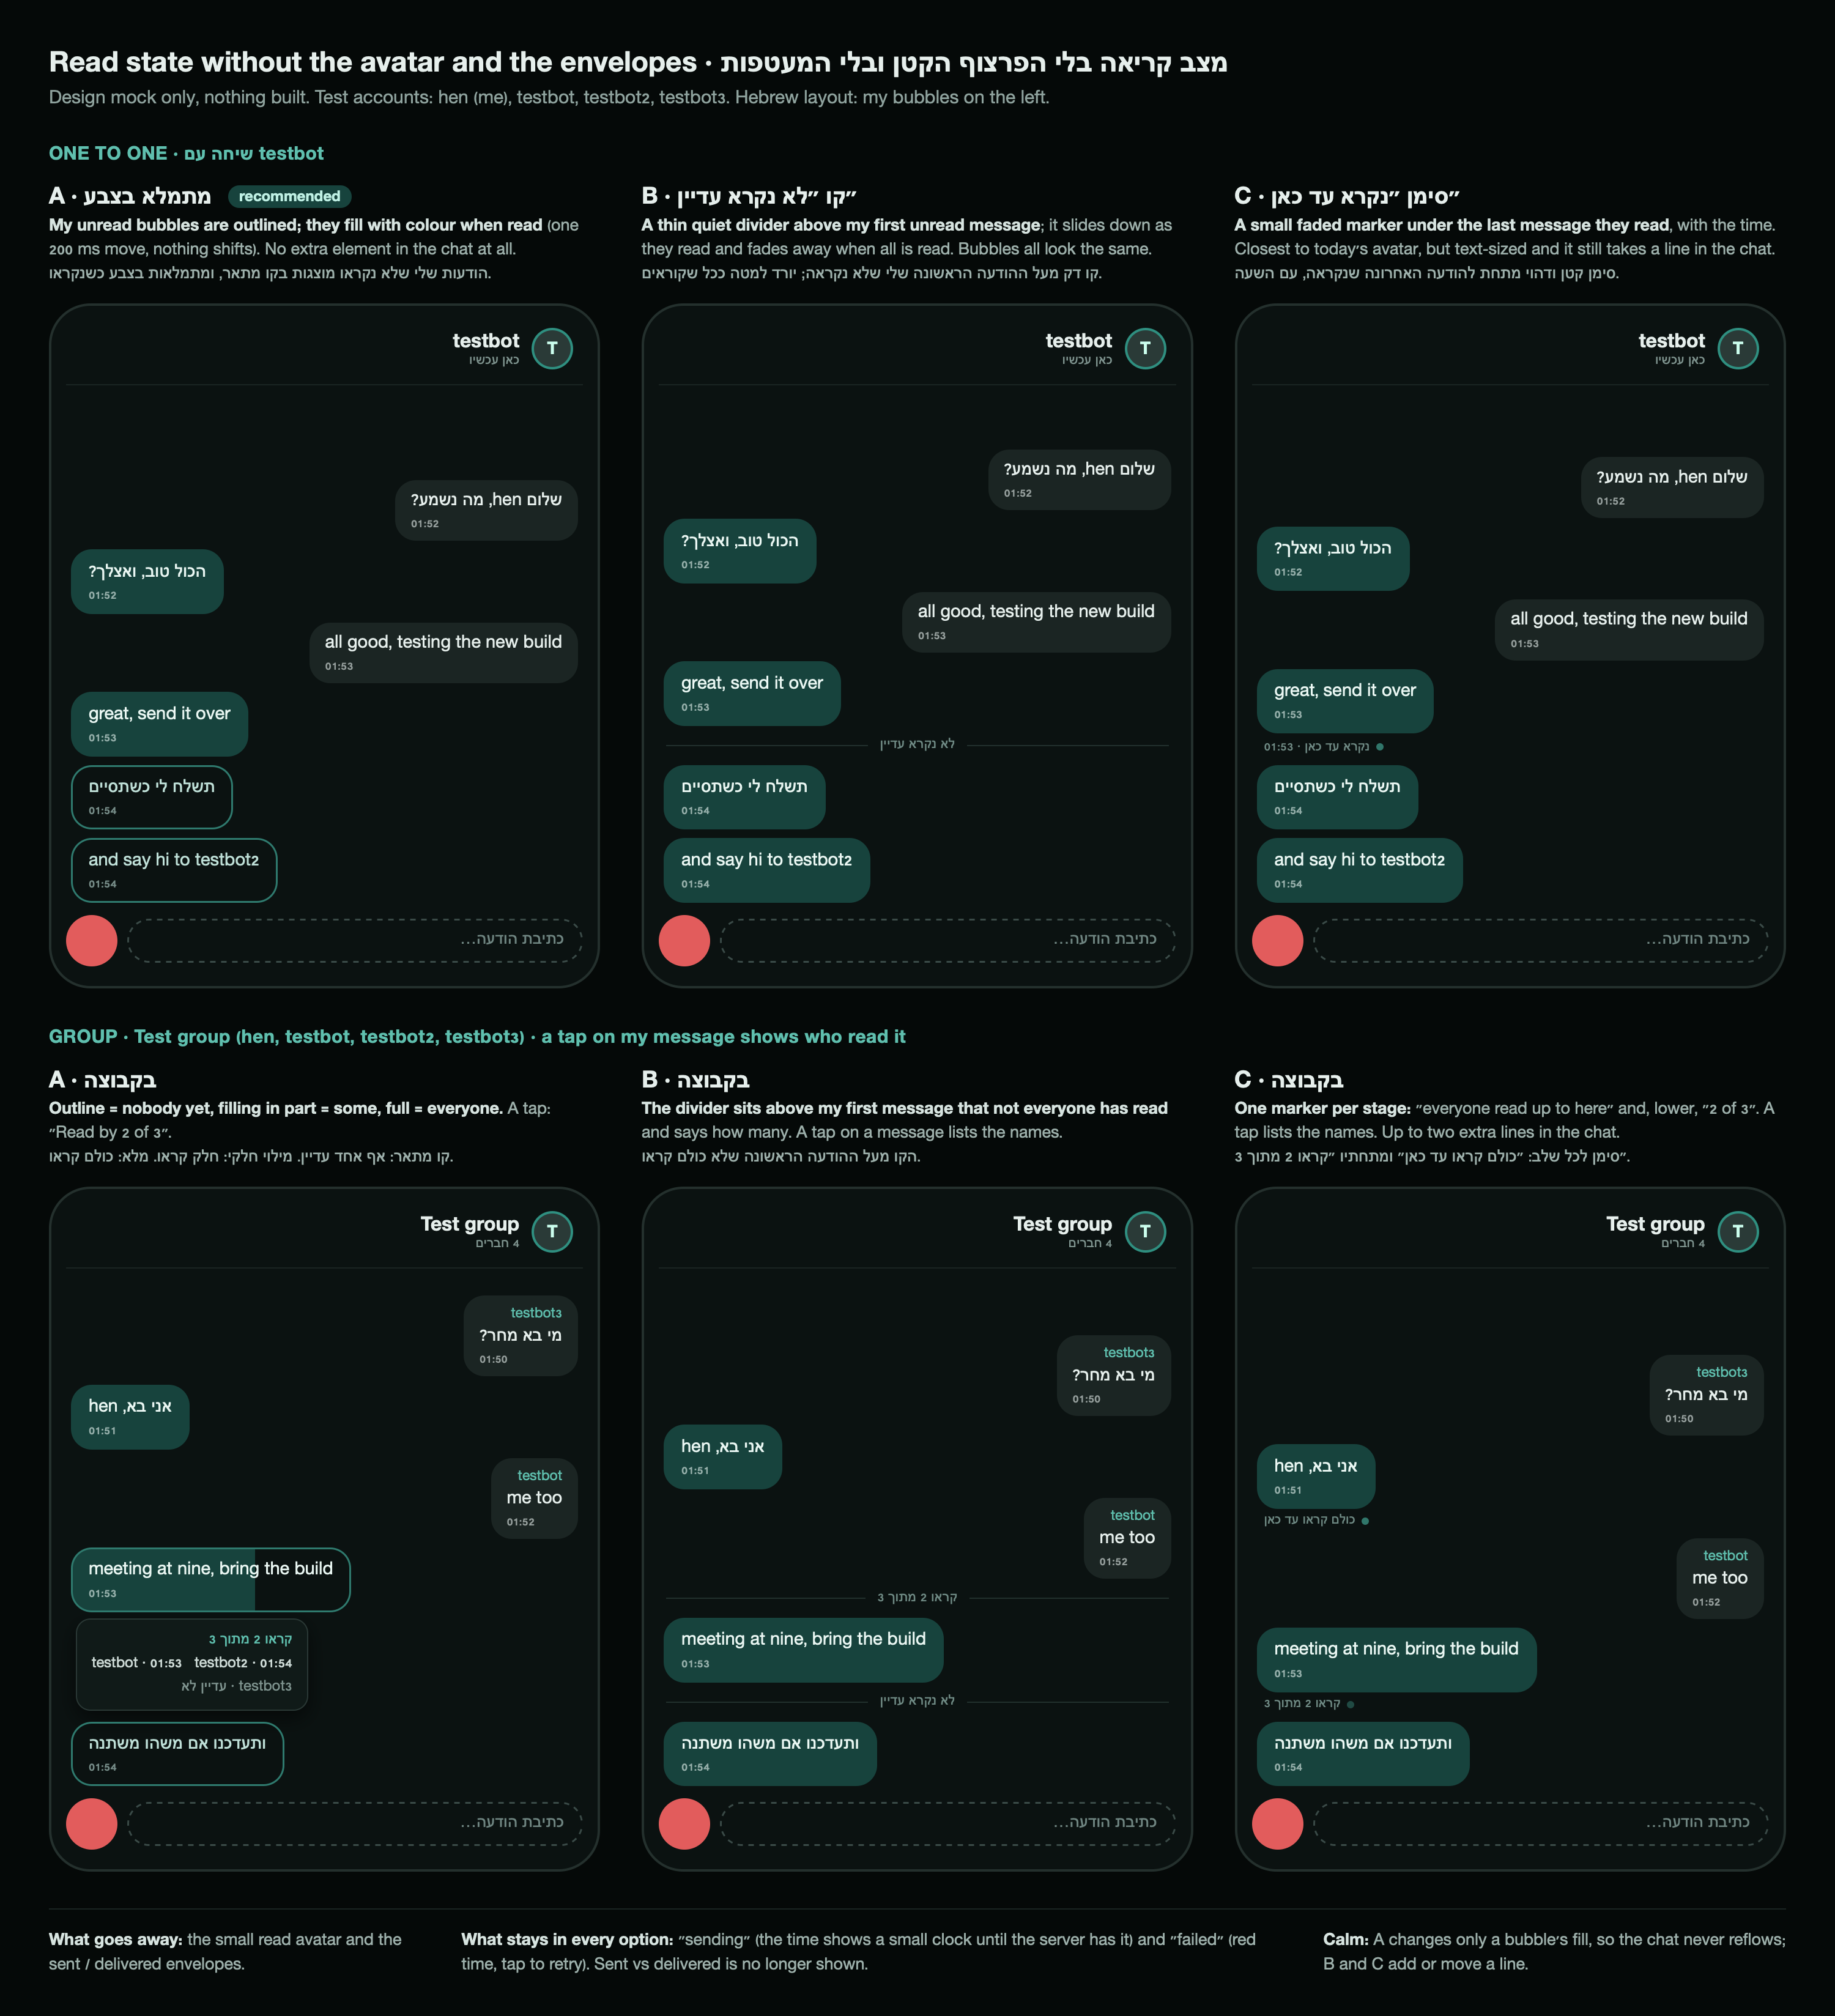 Read state without the avatar and the envelopes · מצב קריאה בלי הפרצוף הקטן ובלי המעטפות
Design mock only, nothing built. Test accounts: hen (me), testbot, testbot2, testbot3. Hebrew layout: my bubbles on the left.
ONE TO ONE · שיחה עם testbot
A · מתמלא בצבע
recommended
My unread bubbles are outlined; they fill with colour when read (one
200 ms move, nothing shifts). No extra element in the chat at all.
הודעות שלי שלא נקראו מוצגות בקו מתאר, ומתמלאות בצבע כשנקראו.
testbot
T
כאן עכשיו
שלום hen, מה נשמע?
01:52
הכול טוב, ואצלך?
01:52
all good, testing the new build
01:53
great, send it over
01:53
תשלח לי כשתסיים
01:54
and say hi to testbot2
01:54
כתיבת הודעה...
B · קו ״לא נקרא עדיין״
A thin quiet divider above my first unread message; it slides down as
they read and fades away when all is read. Bubbles all look the same.
קו דק מעל ההודעה הראשונה שלי שלא נקראה; יורד למטה ככל שקוראים.
testbot
T
כאן עכשיו
שלום hen, מה נשמע?
01:52
הכול טוב, ואצלך?
01:52
all good, testing the new build
01:53
great, send it over
01:53
לא נקרא עדיין
תשלח לי כשתסיים
01:54
and say hi to testbot2
01:54
כתיבת הודעה...
C · סימן ״נקרא עד כאן״
A small faded marker under the last message they read, with the time.
Closest to today's avatar, but text-sized and it still takes a line in the chat.
סימן קטן ודהוי מתחת להודעה האחרונה שנקראה, עם השעה.
testbot
T
כאן עכשיו
שלום hen, מה נשמע?
01:52
הכול טוב, ואצלך?
01:52
all good, testing the new build
01:53
great, send it over
01:53
נקרא עד כאן · 01:53
תשלח לי כשתסיים
01:54
and say hi to testbot2
01:54
כתיבת הודעה...
GROUP · Test group (hen, testbot, testbot2, testbot3) · a tap on my message shows who read it
A · בקבוצה
Outline = nobody yet, filling in part = some, full = everyone. A tap:
״Read by 2 of 3״.
קו מתאר: אף אחד עדיין. מילוי חלקי: חלק קראו. מלא: כולם קראו.
Test group
T
4 חברים
testbot3
מי בא מחר?
01:50
אני בא, hen
01:51
testbot
me too
01:52
meeting at nine, bring the build
01:53
קראו 2 מתוך 3
testbot · 01:53 testbot2 · 01:54
testbot3 · עדיין לא
ותעדכנו אם משהו משתנה
01:54
כתיבת הודעה...
B · בקבוצה
The divider sits above my first message that not everyone has read
and says how many. A tap on a message lists the names.
הקו מעל ההודעה הראשונה שלא כולם קראו.
Test group
T
4 חברים
testbot3
מי בא מחר?
01:50
אני בא, hen
01:51
testbot
me too
01:52
קראו 2 מתוך 3
meeting at nine, bring the build
01:53
לא נקרא עדיין
ותעדכנו אם משהו משתנה
01:54
כתיבת הודעה...
C · בקבוצה
One marker per stage: ״everyone read up to here״ and, lower, ״2 of 3״. A
tap lists the names. Up to two extra lines in the chat.
סימן לכל שלב: ״כולם קראו עד כאן״ ומתחתיו ״קראו 2 מתוך 3״.
Test group
T
4 חברים
testbot3
מי בא מחר?
01:50
אני בא, hen
01:51
כולם קראו עד כאן
testbot
me too
01:52
meeting at nine, bring the build
01:53
קראו 2 מתוך 3
ותעדכנו אם משהו משתנה
01:54
כתיבת הודעה...
What goes away: the small read avatar and the
sent / delivered envelopes.
What stays in every option: ״sending״ (the time shows a small clock until the server has it) and ״failed״ (red
time, tap to retry). Sent vs delivered is no longer shown.
Calm: A changes only a bubble's fill, so the chat never reflows;
B and C add or move a line.